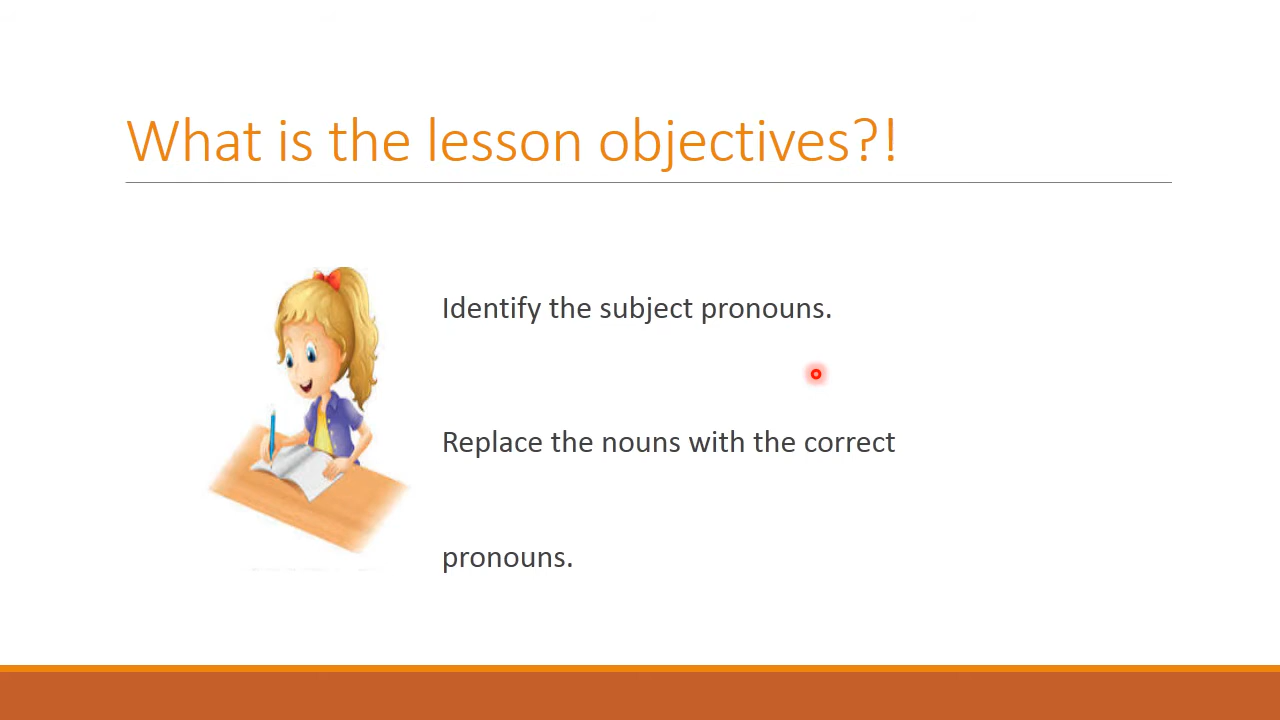 What is the lesson objectives?!
Identify the subject pronouns.
Replace the nouns with the correct
pronouns.